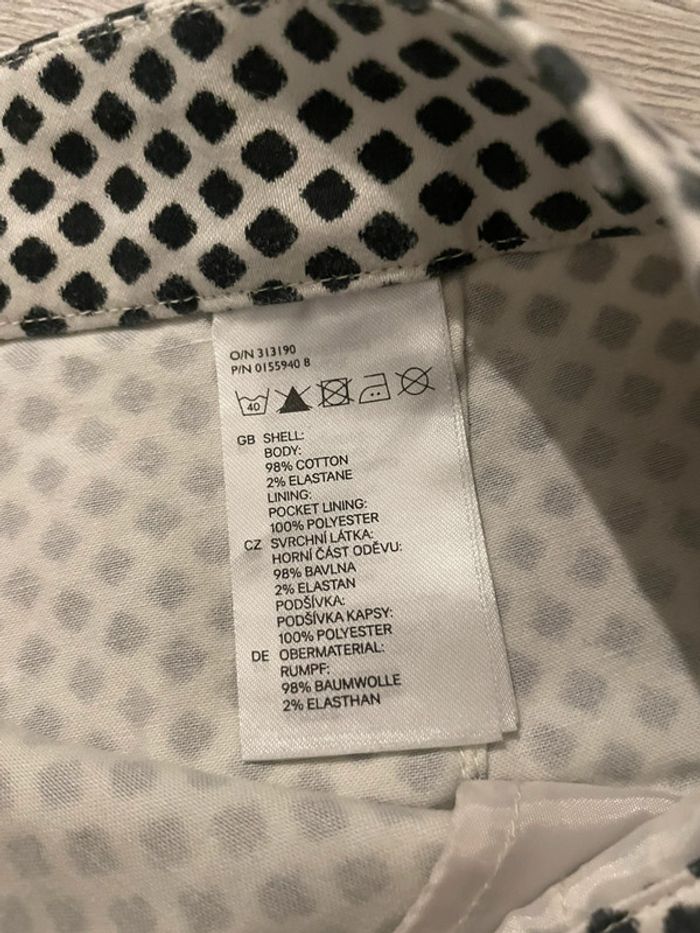 O/N 313190
P/N 0155940 8
40
GB SHELL:
BODY:
98% COTTON
2% ELASTANE
LINING:
POCKET LINING:
100% POLYESTER
CZ SVRCHNÍ LÁTKA:
HORNÍ ČÁST ODĚVU:
98% BAVLNA
2% ELASTAN
PODŠÍVKA:
PODŠÍVKA KAPSY:
100% POLYESTER
DE OBERMATERIAL:
RUMPF:
98% BAUMWOLLE
2% ELASTHAN